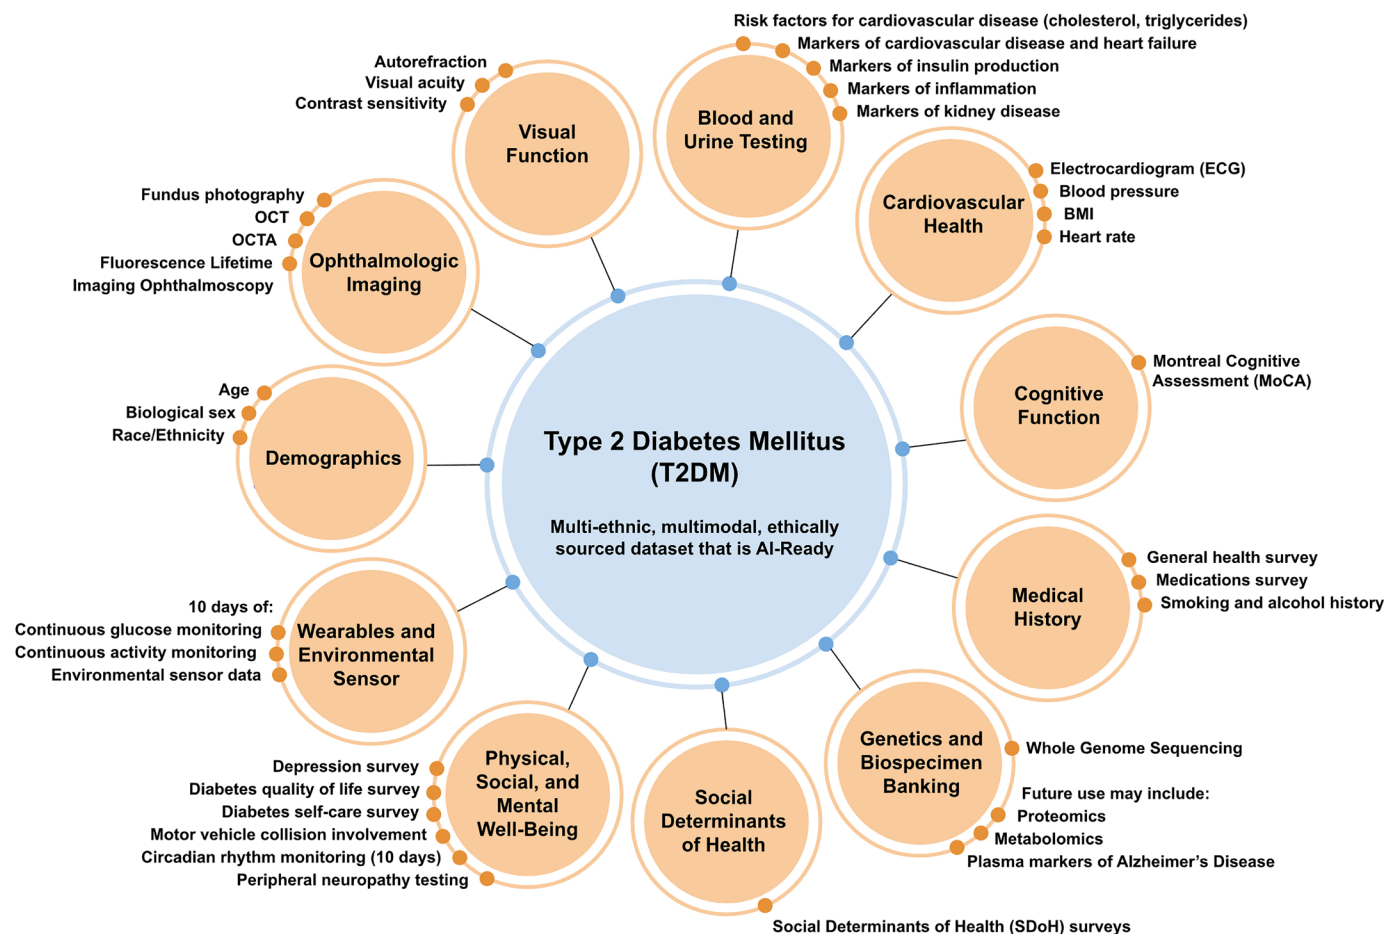 Type 2 Diabetes Mellitus
(T2DM)
Multi-ethnic, multimodal, ethically
sourced dataset that is AI-Ready
Blood and
Urine Testing
Risk factors for cardiovascular disease (cholesterol, triglycerides)
Markers of cardiovascular disease and heart failure
Markers of insulin production
Markers of inflammation
Markers of kidney disease
Cardiovascular
Health
Electrocardiogram (ECG)
Blood pressure
BMI
Heart rate
Cognitive
Function
Montreal Cognitive
Assessment (MoCA)
Medical
History
General health survey
Medications survey
Smoking and alcohol history
Genetics and
Biospecimen
Banking
Whole Genome Sequencing
Future use may include:
Proteomics
Metabolomics
Plasma markers of Alzheimer’s Disease
Social
Determinants
of Health
Social Determinants of Health (SDoH) surveys
Physical,
Social, and
Mental
Well-Being
Depression survey
Diabetes quality of life survey
Diabetes self-care survey
Motor vehicle collision involvement
Circadian rhythm monitoring (10 days)
Peripheral neuropathy testing
Wearables and
Environmental
Sensor
10 days of:
Continuous glucose monitoring
Continuous activity monitoring
Environmental sensor data
Demographics
Age
Biological sex
Race/Ethnicity
Ophthalmologic
Imaging
Fundus photography
OCT
OCTA
Fluorescence Lifetime
Imaging Ophthalmoscopy
Visual
Function
Autorefraction
Visual acuity
Contrast sensitivity